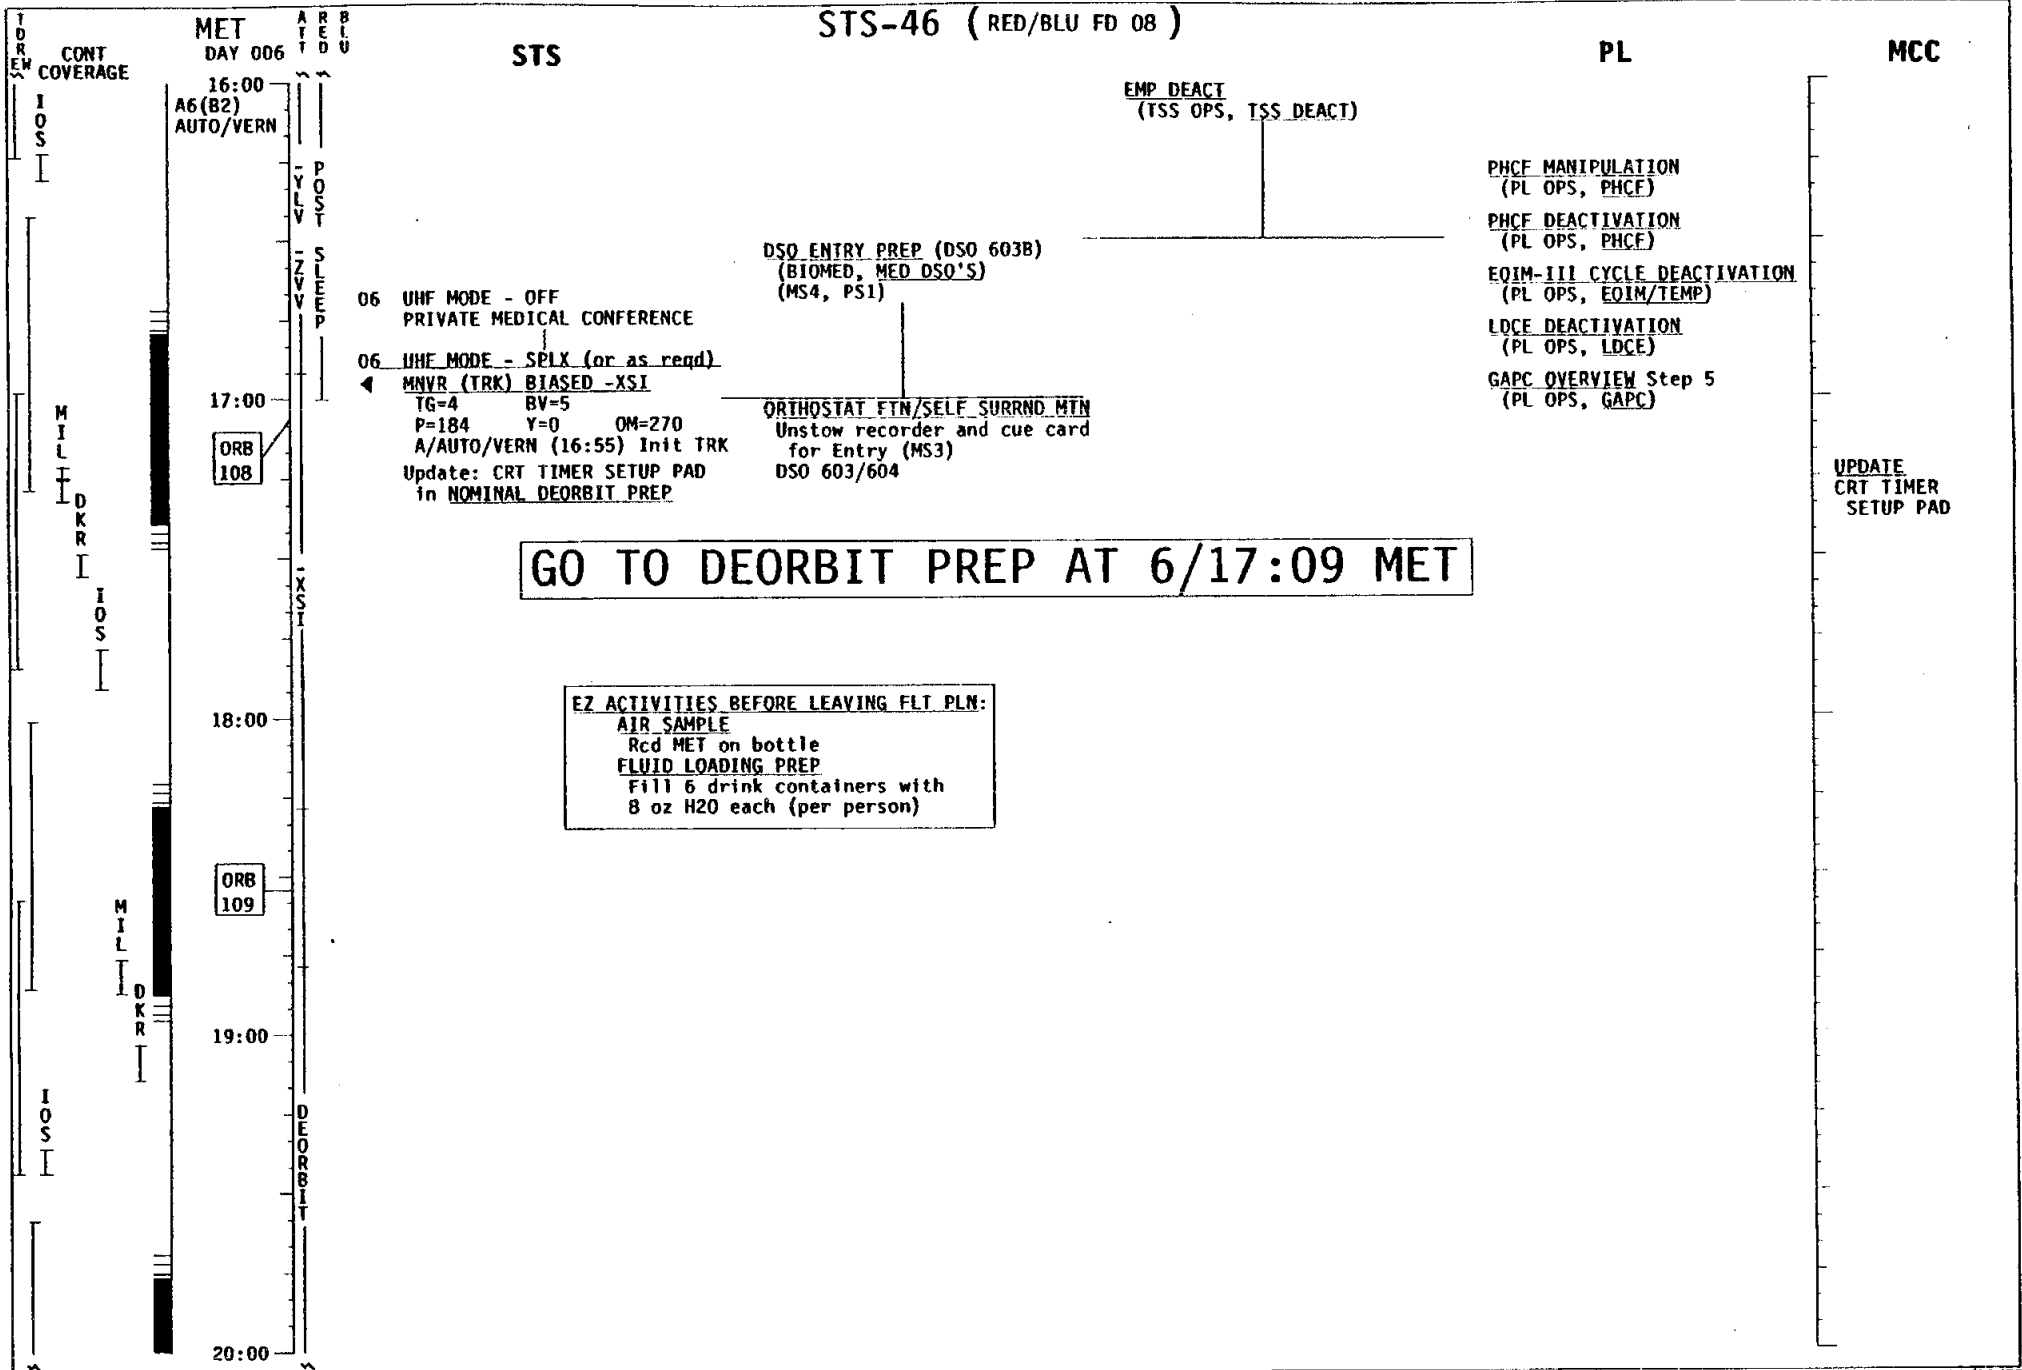 STS-46 ( RED/BLU FD 08 )
TDRE W
CONT
COVERAGE
MET
DAY 006
ATT
RED
BLU
STS
PL
MCC
16:00
A6(B2)
AUTO/VERN
IOS
-YLV -ZVV
POST SLEEP
EMP DEACT
(TSS OPS, TSS DEACT)
PHCF MANIPULATION
(PL OPS, PHCF)
PHCF DEACTIVATION
(PL OPS, PHCF)
EOIM-III CYCLE DEACTIVATION
(PL OPS, EOIM/TEMP)
LDCE DEACTIVATION
(PL OPS, LDCE)
GAPC OVERVIEW Step 5
(PL OPS, GAPC)
DSO ENTRY PREP (DSO 603B)
(BIOMED, MED DSO'S)
(MS4, PS1)
06 UHF MODE - OFF
PRIVATE MEDICAL CONFERENCE
06 UHF MODE - SPLX (or as reqd)
MNVR (TRK) BIASED -XSI
TG=4 BV=5
P=184 Y=0 OM=270
A/AUTO/VERN (16:55) Init TRK
Update: CRT TIMER SETUP PAD
in NOMINAL DEORBIT PREP
ORTHOSTAT FTN/SELF SURRND MTN
Unstow recorder and cue card
for Entry (MS3)
DSO 603/604
17:00
ORB
108
MIL
DKR
IOS
-XSI
UPDATE
CRT TIMER
SETUP PAD
GO TO DEORBIT PREP AT 6/17:09 MET
EZ ACTIVITIES BEFORE LEAVING FLT PLN:
AIR SAMPLE
Rcd MET on bottle
FLUID LOADING PREP
Fill 6 drink containers with
8 oz H2O each (per person)
18:00
ORB
109
MIL
DKR
19:00
IOS
DEORBIT
20:00